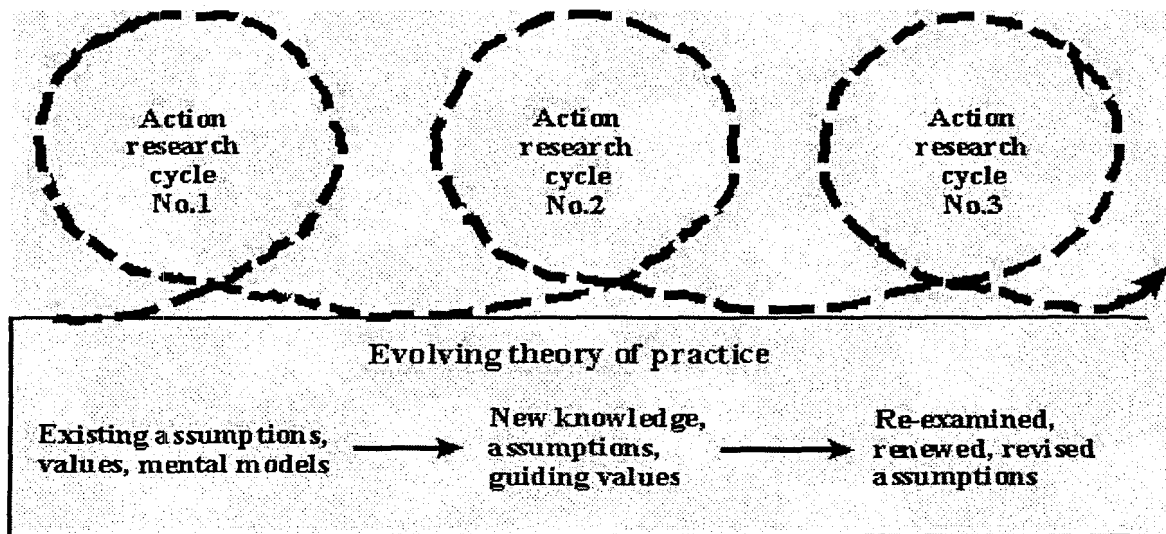 Action
research
cycle
No.1
Action
research
cycle
No.2
Action
research
cycle
No.3
Evolving theory of practice
Existing assumptions,
values, mental models
New knowledge,
assumptions,
guiding values
Re-examined,
renewed, revised
assumptions